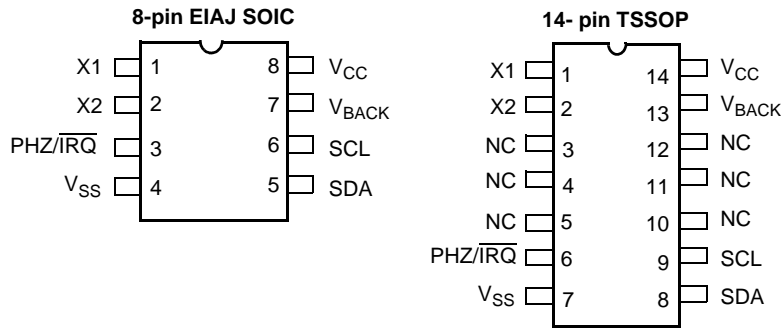 8-pin EIAJ SOIC
X1 1 8 VCC
X2 2 7 VBACK
PHZ/IRQ 3 6 SCL
VSS 4 5 SDA
14- pin TSSOP
X1 1 14 VCC
X2 2 13 VBACK
NC 3 12 NC
NC 4 11 NC
NC 5 10 NC
PHZ/IRQ 6 9 SCL
VSS 7 8 SDA